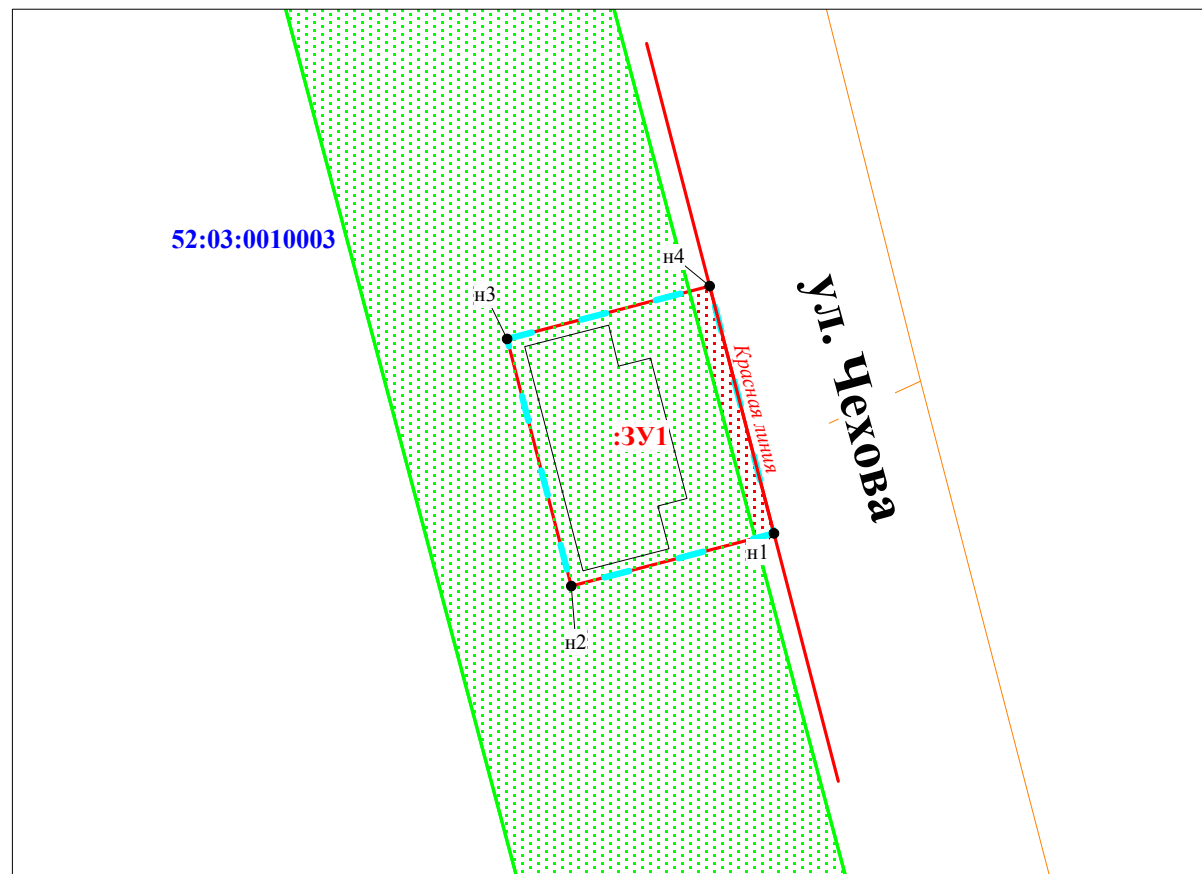 52:03:0010003
н4
н3
ул. Чехова
Красная линия
:ЗУ1
н1
н2